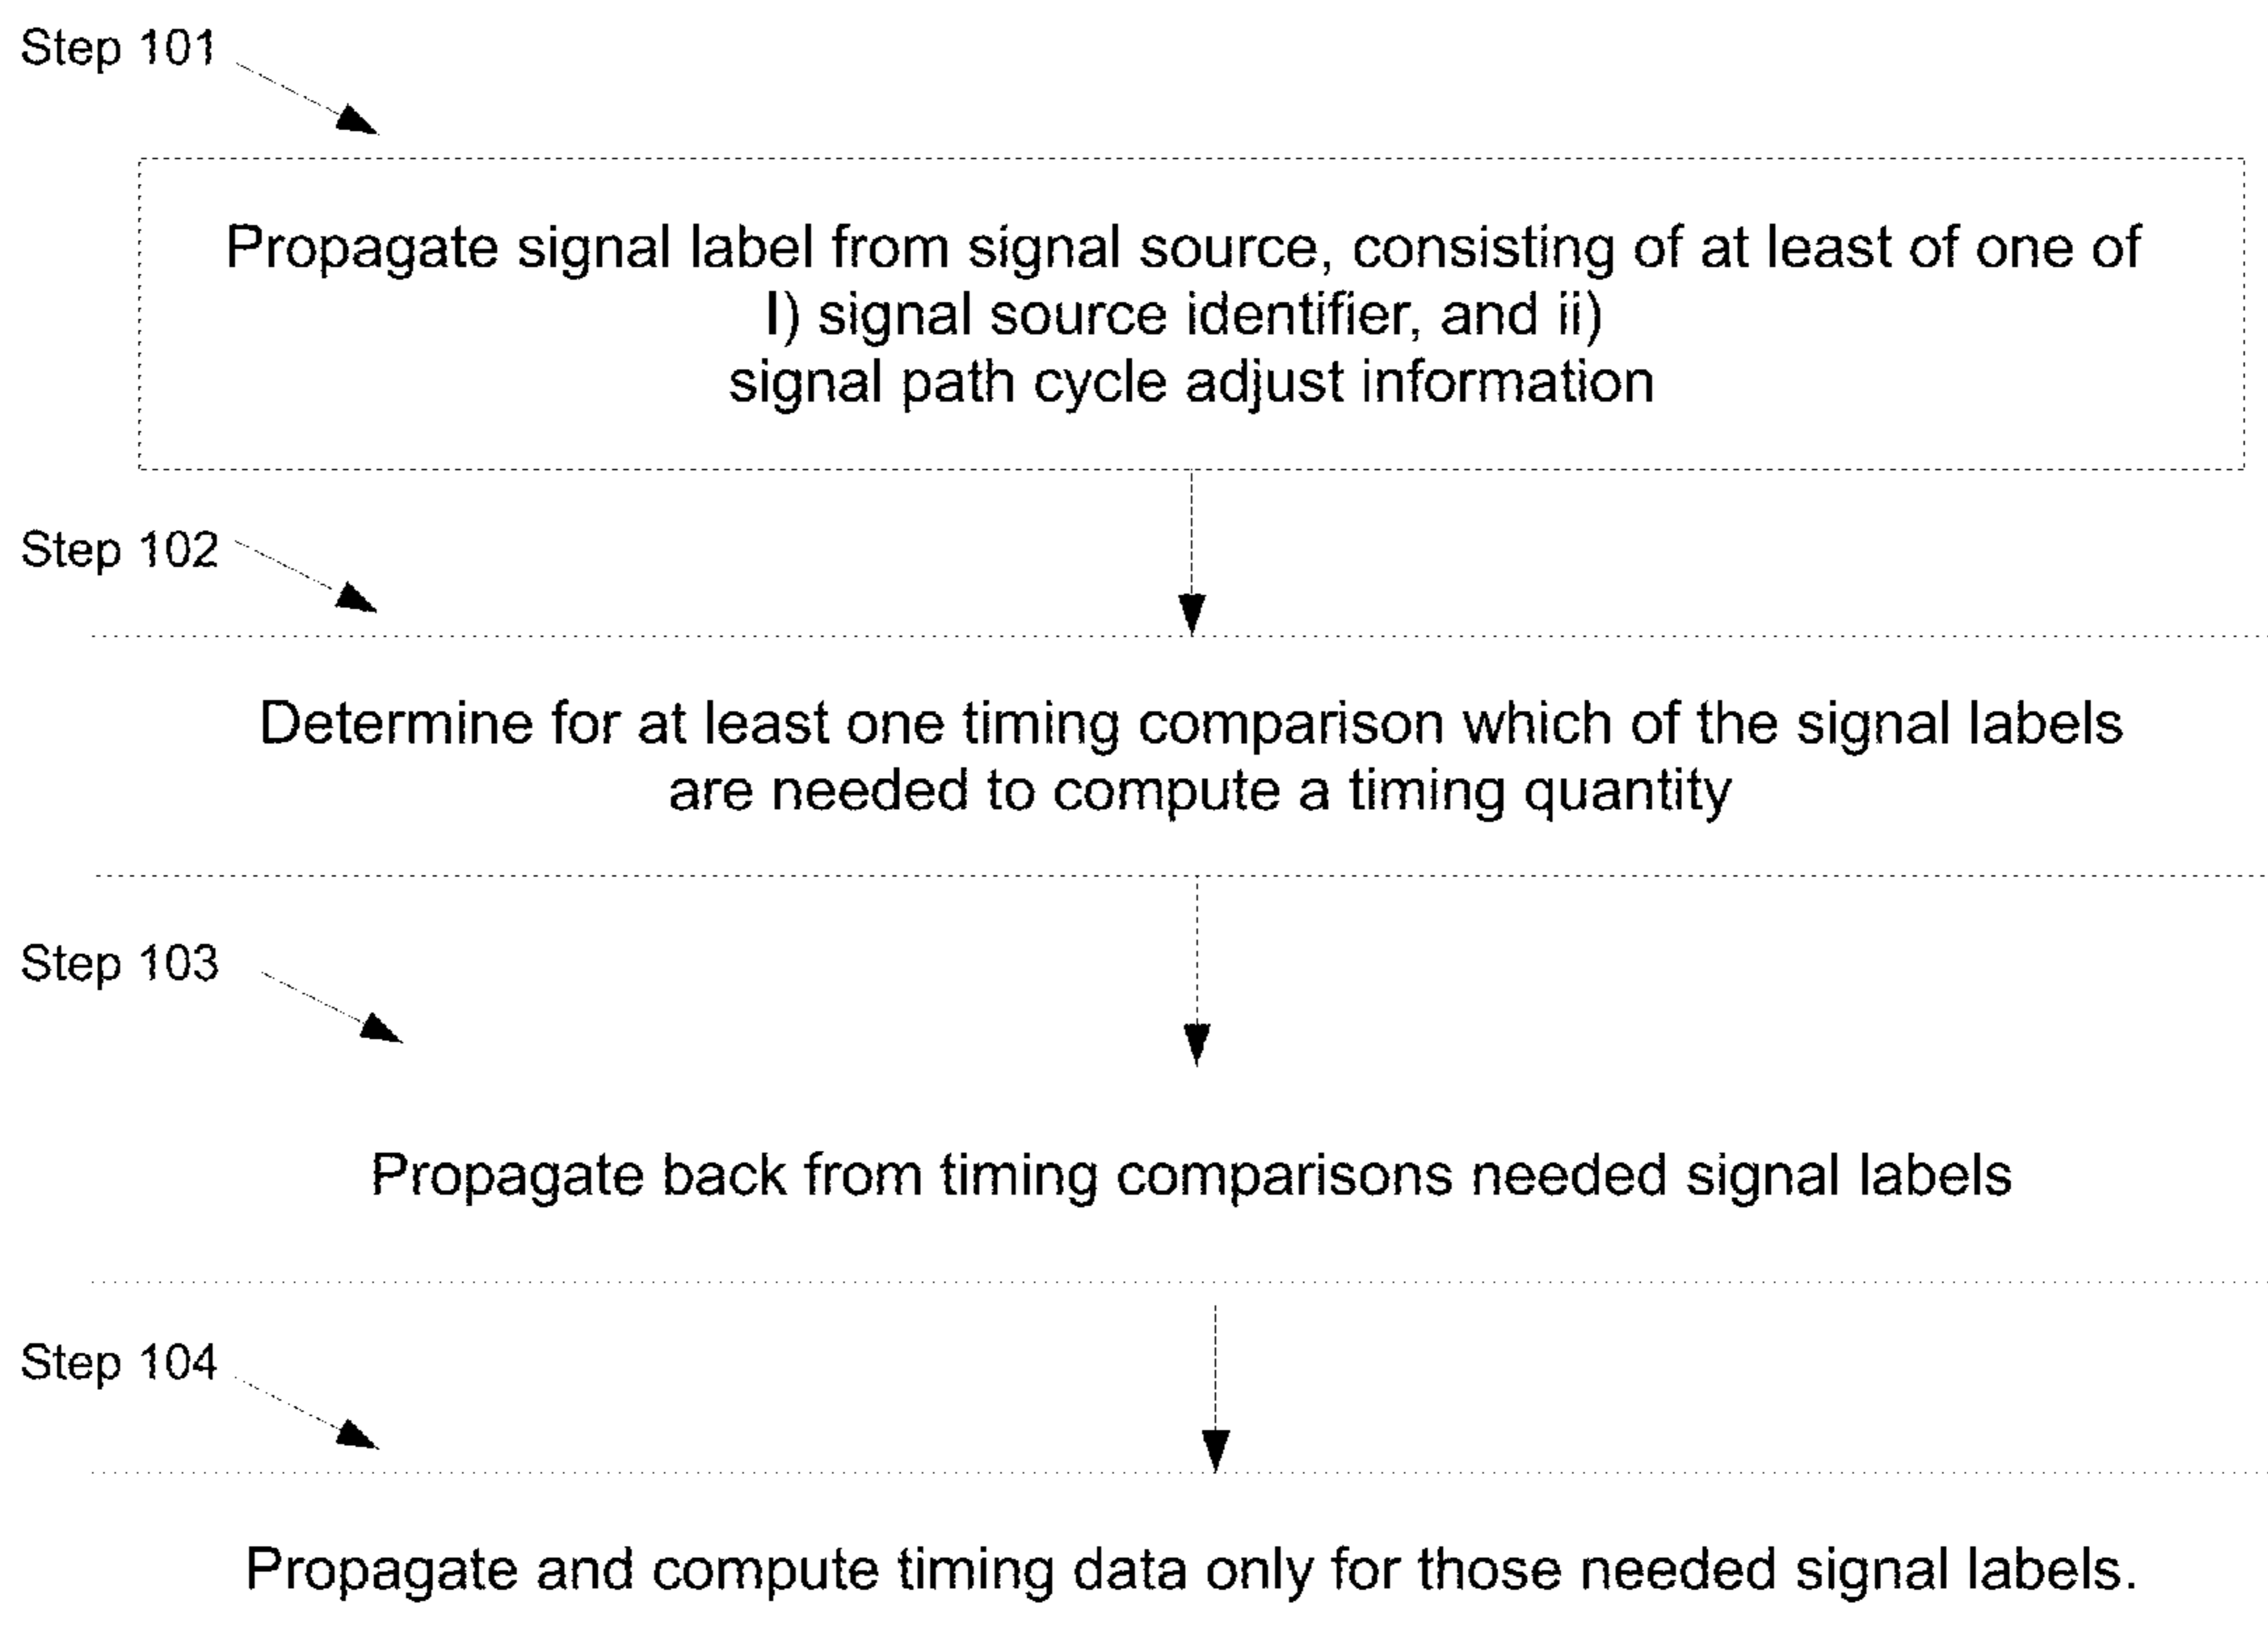 Step 101
Propagate signal label from signal source, consisting of at least of one of
I) signal source identifier, and ii)
signal path cycle adjust information
Step 102
Determine for at least one timing comparison which of the signal labels
are needed to compute a timing quantity
Step 103
Propagate back from timing comparisons needed signal labels
Step 104
Propagate and compute timing data only for those needed signal labels.